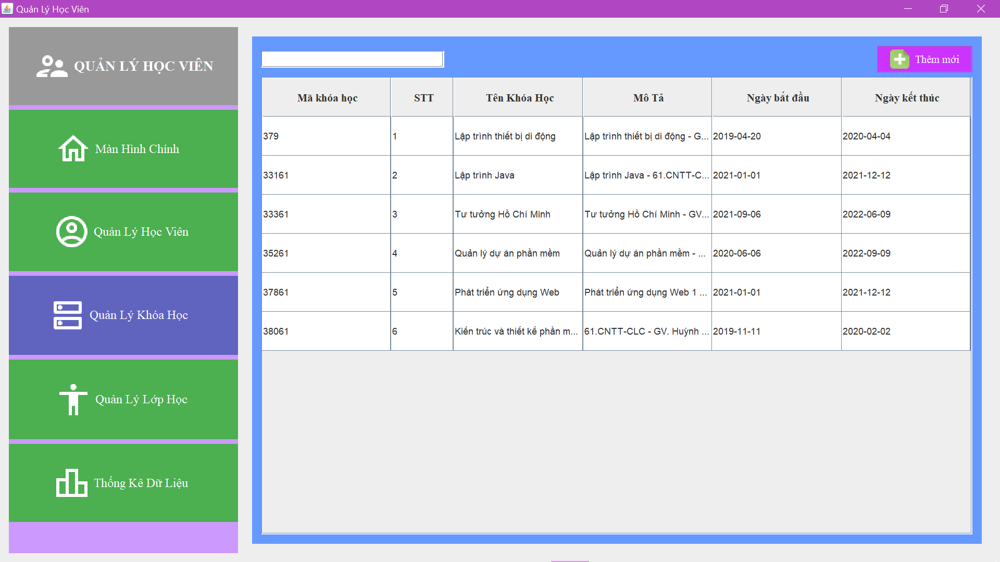 Quản Lý Học Viên
QUẢN LÝ HỌC VIÊN
Màn Hình Chính
Quản Lý Học Viên
Quản Lý Khóa Học
Quản Lý Lớp Học
Thống Kê Dữ Liệu
Thêm mới
Mã khóa học STT Tên Khóa Học Mô Tả Ngày bắt đầu Ngày kết thúc
379 1 Lập trình thiết bị di động Lập trình thiết bị di động - G... 2019-04-20 2020-04-04
33161 2 Lập trình Java Lập trình Java - 61.CNTT-C... 2021-01-01 2021-12-12
33361 3 Tư tưởng Hồ Chí Minh Tư tưởng Hồ Chí Minh - GV... 2021-09-06 2022-06-09
35261 4 Quản lý dự án phần mềm Quản lý dự án phần mềm - ... 2020-06-06 2022-09-09
37861 5 Phát triển ứng dụng Web Phát triển ứng dụng Web 1 ... 2021-01-01 2021-12-12
38061 6 Kiến trúc và thiết kế phần m... 61.CNTT-CLC - GV. Huỳnh ... 2019-11-11 2020-02-02